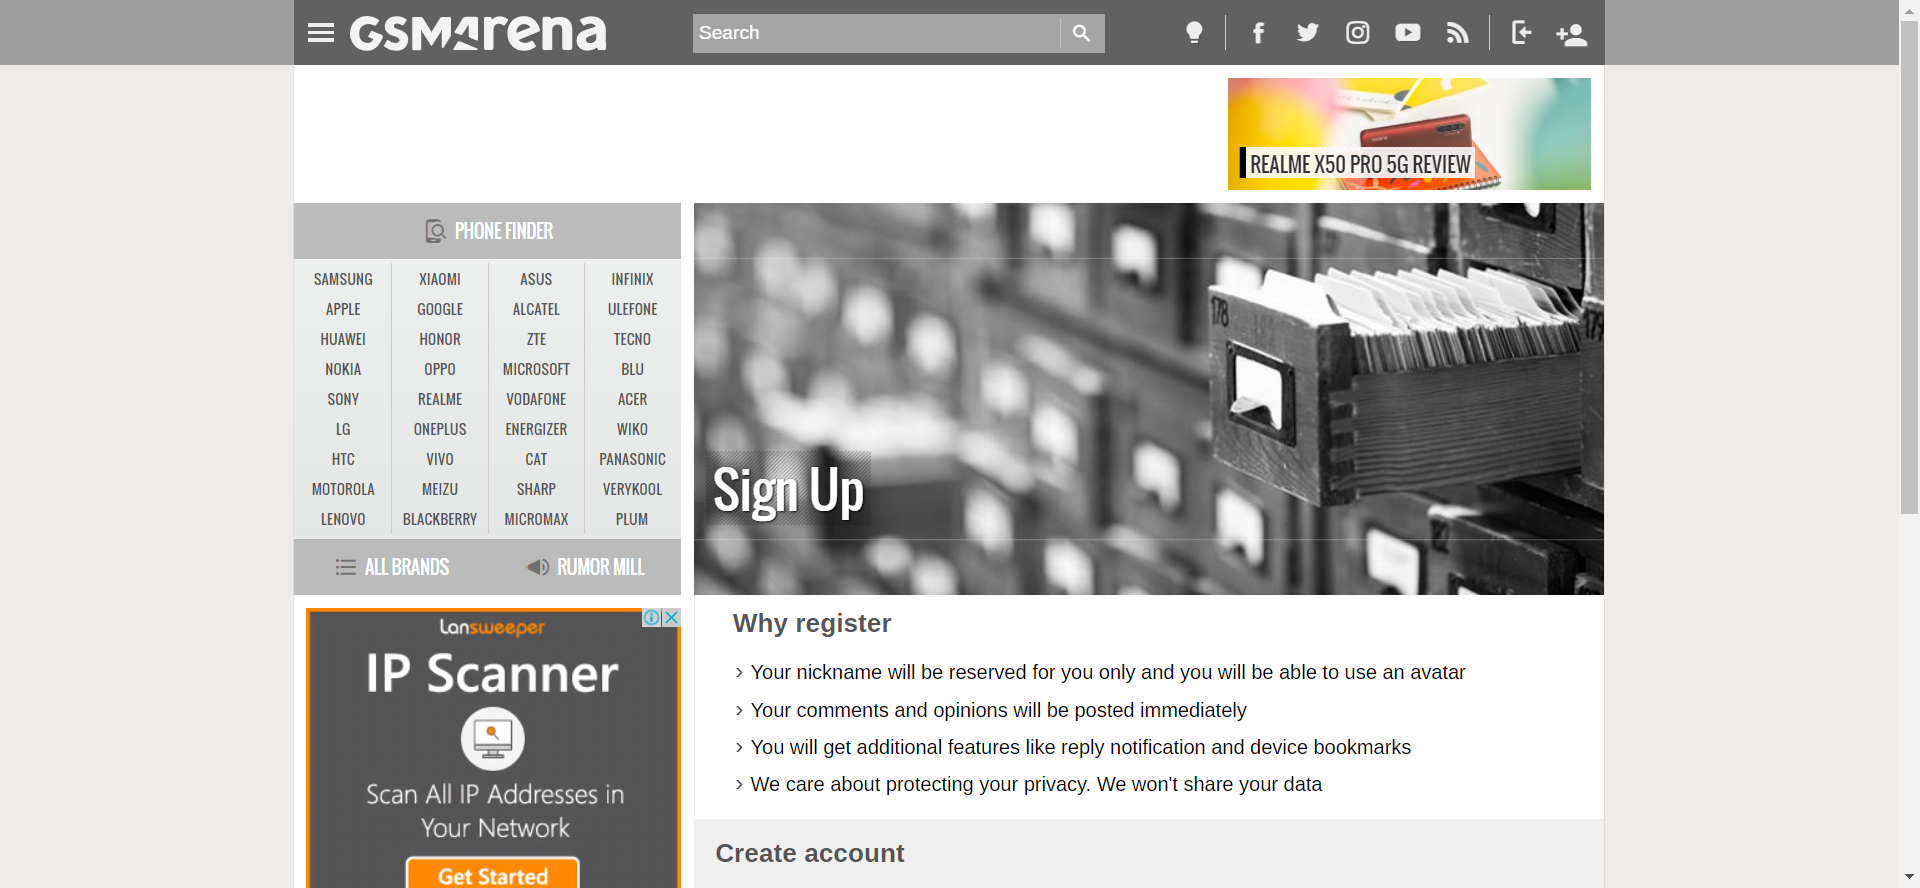 GSMArena
Search
REALME X50 PRO 5G REVIEW
PHONE FINDER
SAMSUNG XIAOMI ASUS INFINIX
APPLE GOOGLE ALCATEL ULEFONE
HUAWEI HONOR ZTE TECNO
NOKIA OPPO MICROSOFT BLU
SONY REALME VODAFONE ACER
LG ONEPLUS ENERGIZER WIKO
HTC VIVO CAT PANASONIC
MOTOROLA MEIZU SHARP VERYKOOL
LENOVO BLACKBERRY MICROMAX PLUM
ALL BRANDS RUMOR MILL
178
Sign Up
Lansweeper
IP Scanner
Scan All IP Addresses in
Your Network
Get Started
Why register
Your nickname will be reserved for you only and you will be able to use an avatar
Your comments and opinions will be posted immediately
You will get additional features like reply notification and device bookmarks
We care about protecting your privacy. We won't share your data
Create account